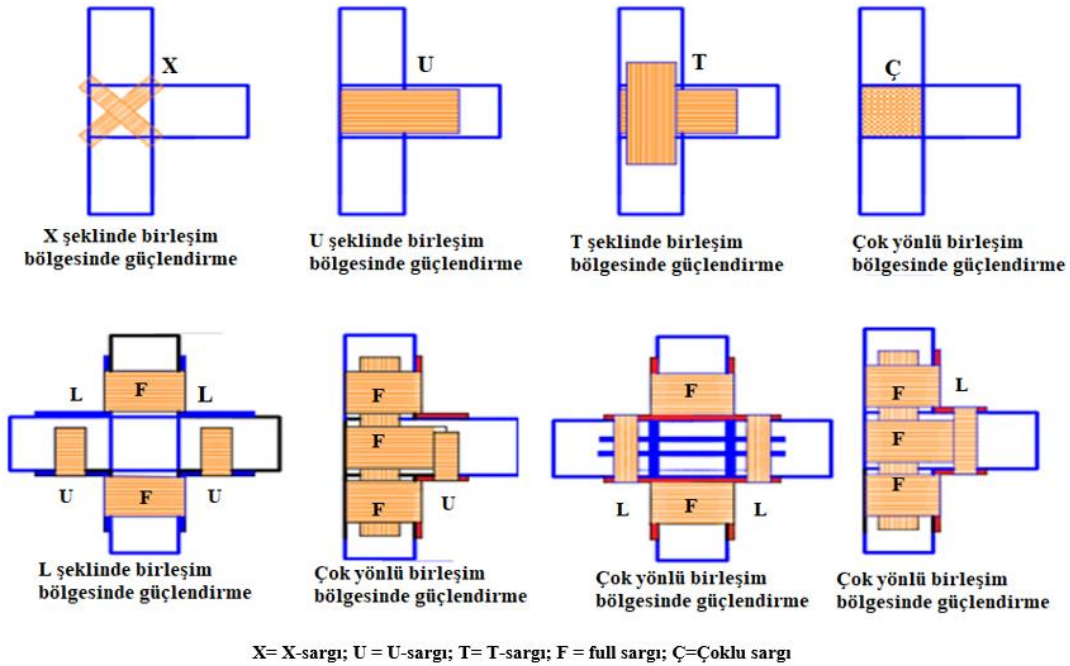 X
U
T
Ç
X şeklinde birleşim
bölgesinde güçlendirme
U şeklinde birleşim
bölgesinde güçlendirme
T şeklinde birleşim
bölgesinde güçlendirme
Çok yönlü birleşim
bölgesinde güçlendirme
F
L
L
U
U
F
F
F
F
U
F
L
L
F
F
L
F
F
L şeklinde birleşim
bölgesinde güçlendirme
Çok yönlü birleşim
bölgesinde güçlendirme
Çok yönlü birleşim
bölgesinde güçlendirme
Çok yönlü birleşim
bölgesinde güçlendirme
X= X-sargı; U = U-sargı; T= T-sargı; F = full sargı; Ç=Çoklu sargı